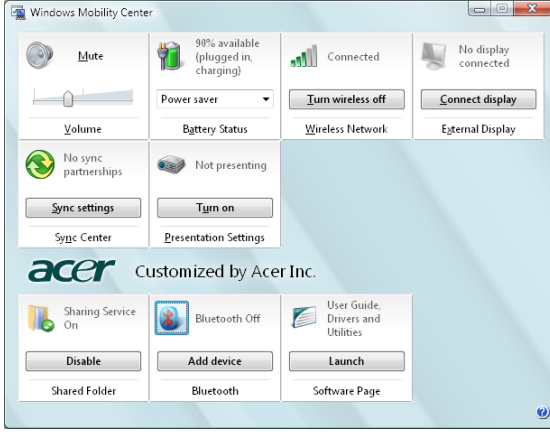 Windows Mobility Center
Mute
Volume
90% available
(plugged in,
charging)
Power saver
Battery Status
Connected
Turn wireless off
Wireless Network
No display
connected
Connect display
External Display
No sync
partnerships
Sync settings
Sync Center
Not presenting
Turn on
Presentation Settings
acer Customized by Acer Inc.
Sharing Service
On
Disable
Shared Folder
Bluetooth Off
Add device
Bluetooth
User Guide,
Drivers and
Utilities
Launch
Software Page